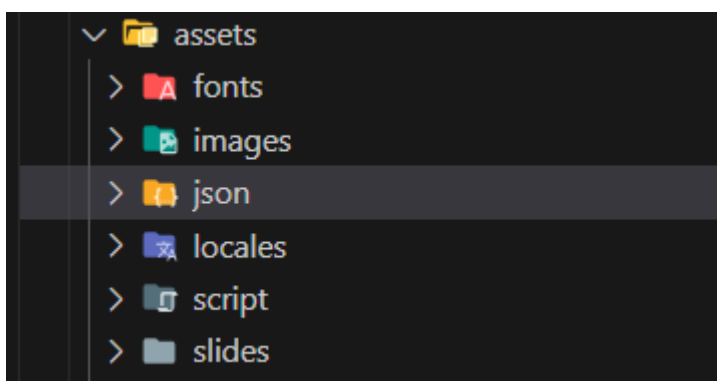 assets
fonts
images
json
locales
script
slides